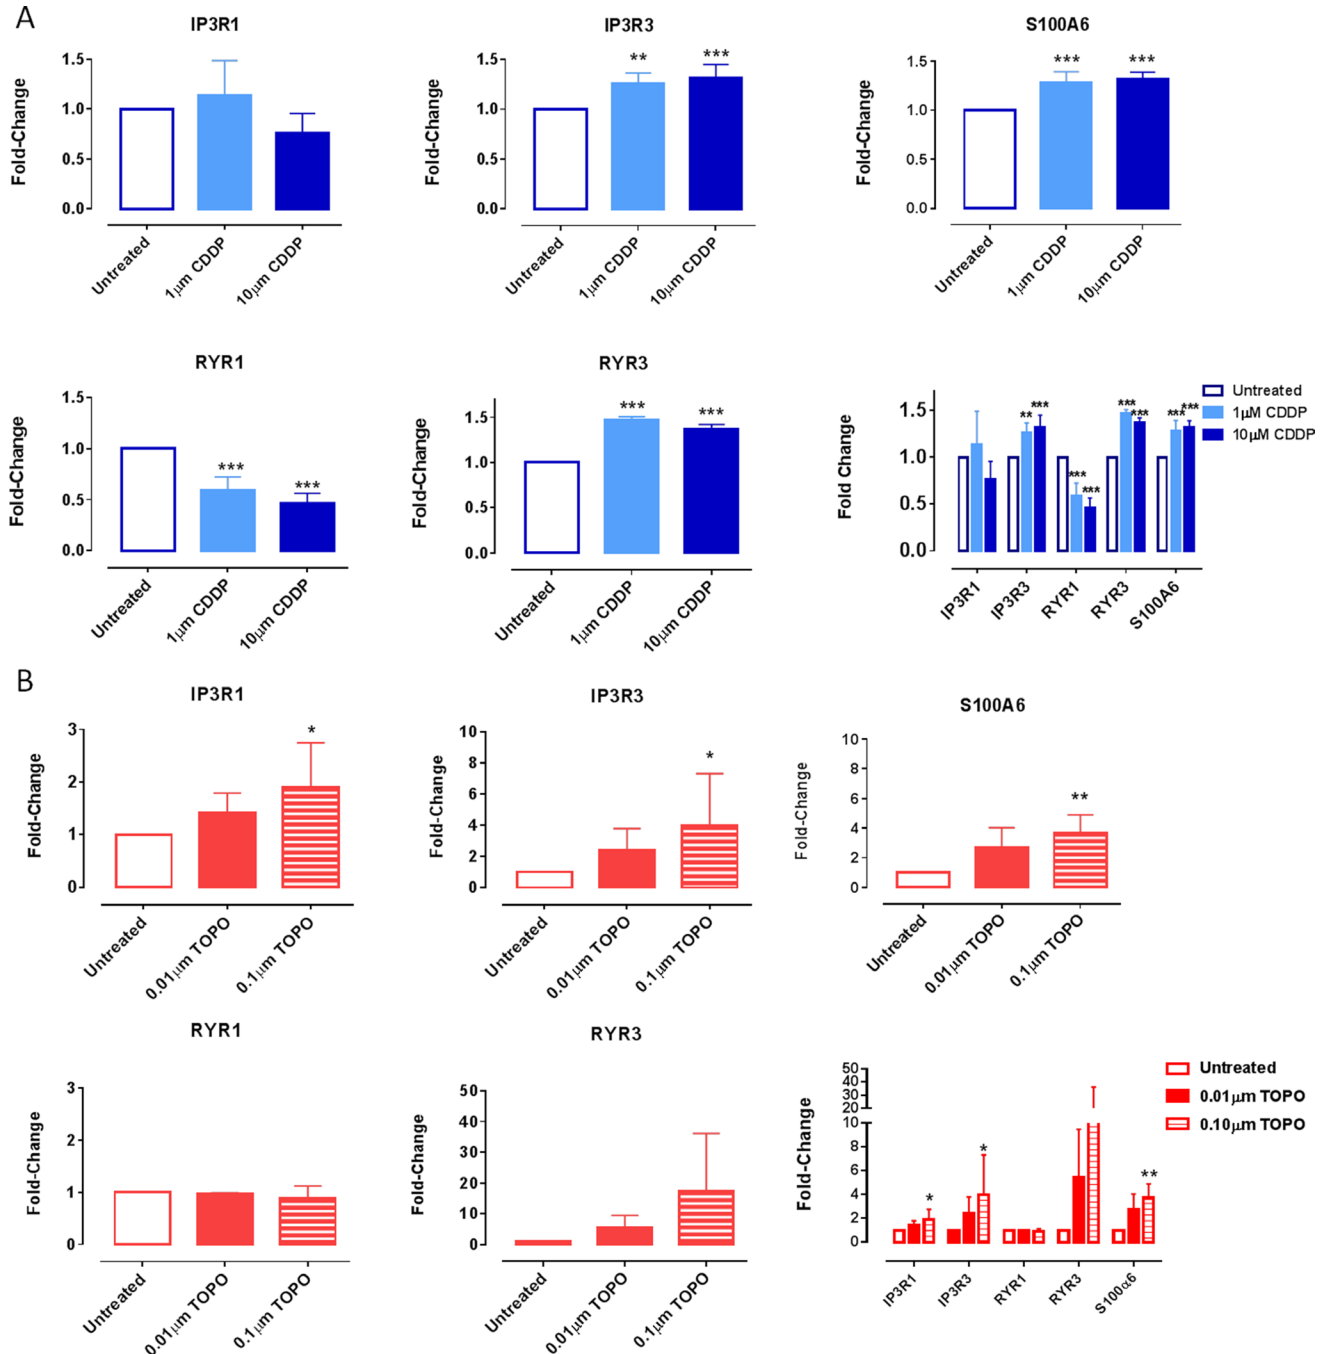 A
IP3R1
Fold-Change
1.5
1.0
0.5
0.0
Untreated
1μm CDDP
10μm CDDP
IP3R3
Fold-Change
1.5
1.0
0.5
0.0
**
***
Untreated
1μm CDDP
10μm CDDP
S100A6
Fold-Change
1.5
1.0
0.5
0.0
***
***
Untreated
1μm CDDP
10μm CDDP
RYR1
Fold-Change
1.5
1.0
0.5
0.0
***
***
Untreated
1μm CDDP
10μm CDDP
RYR3
Fold-Change
1.5
1.0
0.5
0.0
***
***
Untreated
1μm CDDP
10μm CDDP
Fold Change
1.5
1.0
0.5
0.0
**
***
***
***
***
***
***
***
IP3R1
IP3R3
RYR1
RYR3
S100A6
Untreated
1μM CDDP
10μM CDDP
B
IP3R1
Fold-Change
3
2
1
0
*
Untreated
0.01μm TOPO
0.1μm TOPO
IP3R3
Fold-Change
10
8
6
4
2
0
*
Untreated
0.01μm TOPO
0.1μm TOPO
S100A6
Fold-Change
10
8
6
4
2
0
**
Untreated
0.01μm TOPO
0.1μm TOPO
RYR1
Fold-Change
3
2
1
0
Untreated
0.01μm TOPO
0.1μm TOPO
RYR3
Fold-Change
50
40
30
20
10
0
Untreated
0.01μm TOPO
0.1μm TOPO
Fold-Change
50
40
30
20
10
8
6
4
2
0
*
*
**
IP3R1
IP3R3
RYR1
RYR3
S100α6
Untreated
0.01μm TOPO
0.10μm TOPO